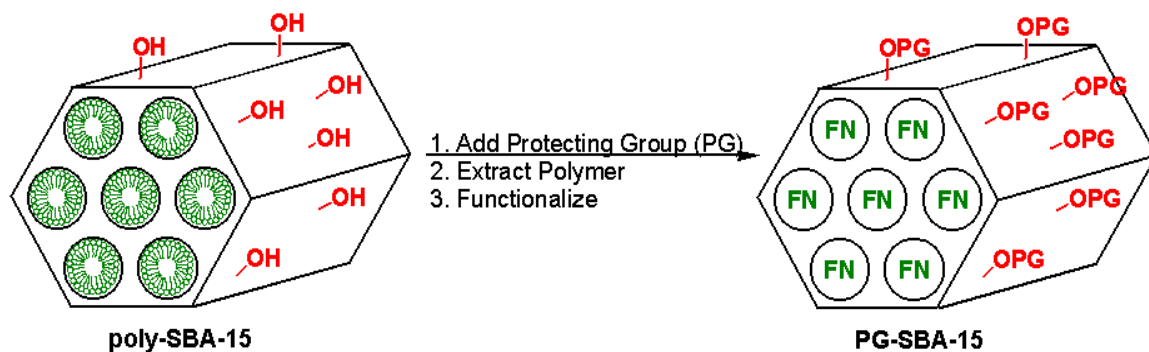 OH
OH
OH
OH
OH
OH
OH
poly-SBA-15
1. Add Protecting Group (PG)
2. Extract Polymer
3. Functionalize
OPG
OPG
OPG
OPG
OPG
OPG
OPG
FN FN
FN FN FN
FN FN
PG-SBA-15